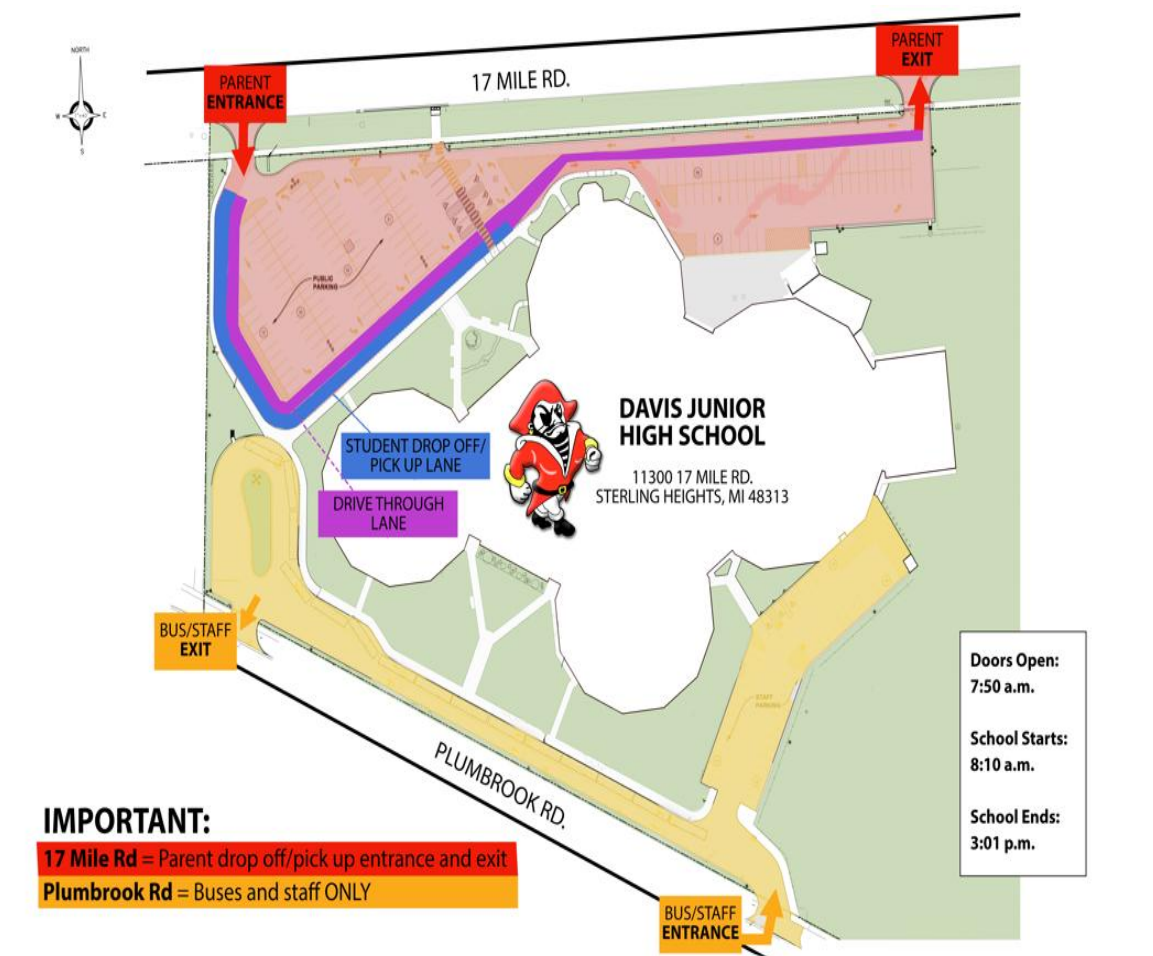 NORTH
W
E
S
PARENT
ENTRANCE
17 MILE RD.
PARENT
EXIT
PUBLIC
PARKING
STUDENT DROP OFF/
PICK UP LANE
DRIVE THROUGH
LANE
DAVIS JUNIOR
HIGH SCHOOL
11300 17 MILE RD.
STERLING HEIGHTS, MI 48313
BUS/STAFF
EXIT
STAFF
PARKING
PLUMBROOK RD.
Doors Open:
7:50 a.m.
School Starts:
8:10 a.m.
School Ends:
3:01 p.m.
IMPORTANT:
17 Mile Rd = Parent drop off/pick up entrance and exit
Plumbrook Rd = Buses and staff ONLY
BUS/STAFF
ENTRANCE